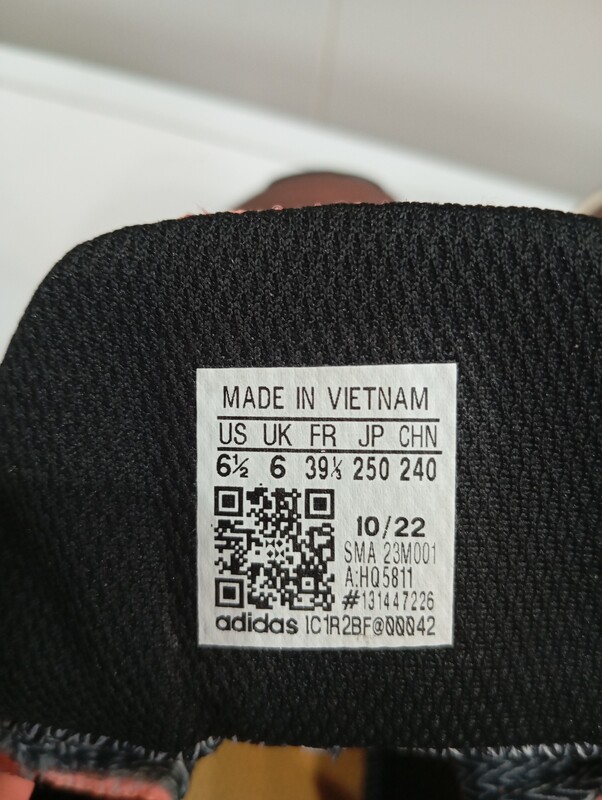 MADE IN VIETNAM
US UK FR JP CHN
6½ 6 39⅓ 250 240
10/22
SMA 23M001
A:HQ5811
#131447226
adidas 1C1R2BF@00042